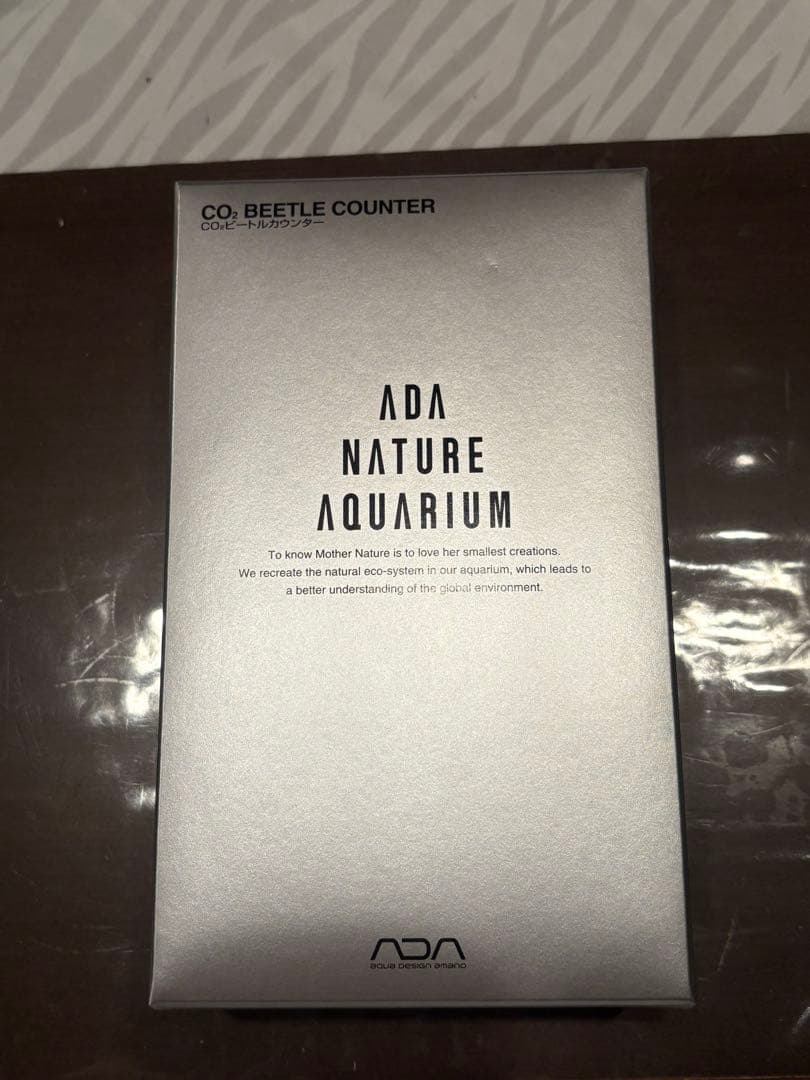 CO₂ BEETLE COUNTER
CO₂ビートルカウンター
ADA
NATURE
AQUARIUM
To know Mother Nature is to love her smallest creations.
We recreate the natural eco-system in our aquarium, which leads to
a better understanding of the global environment.
ADA
aqua design amano